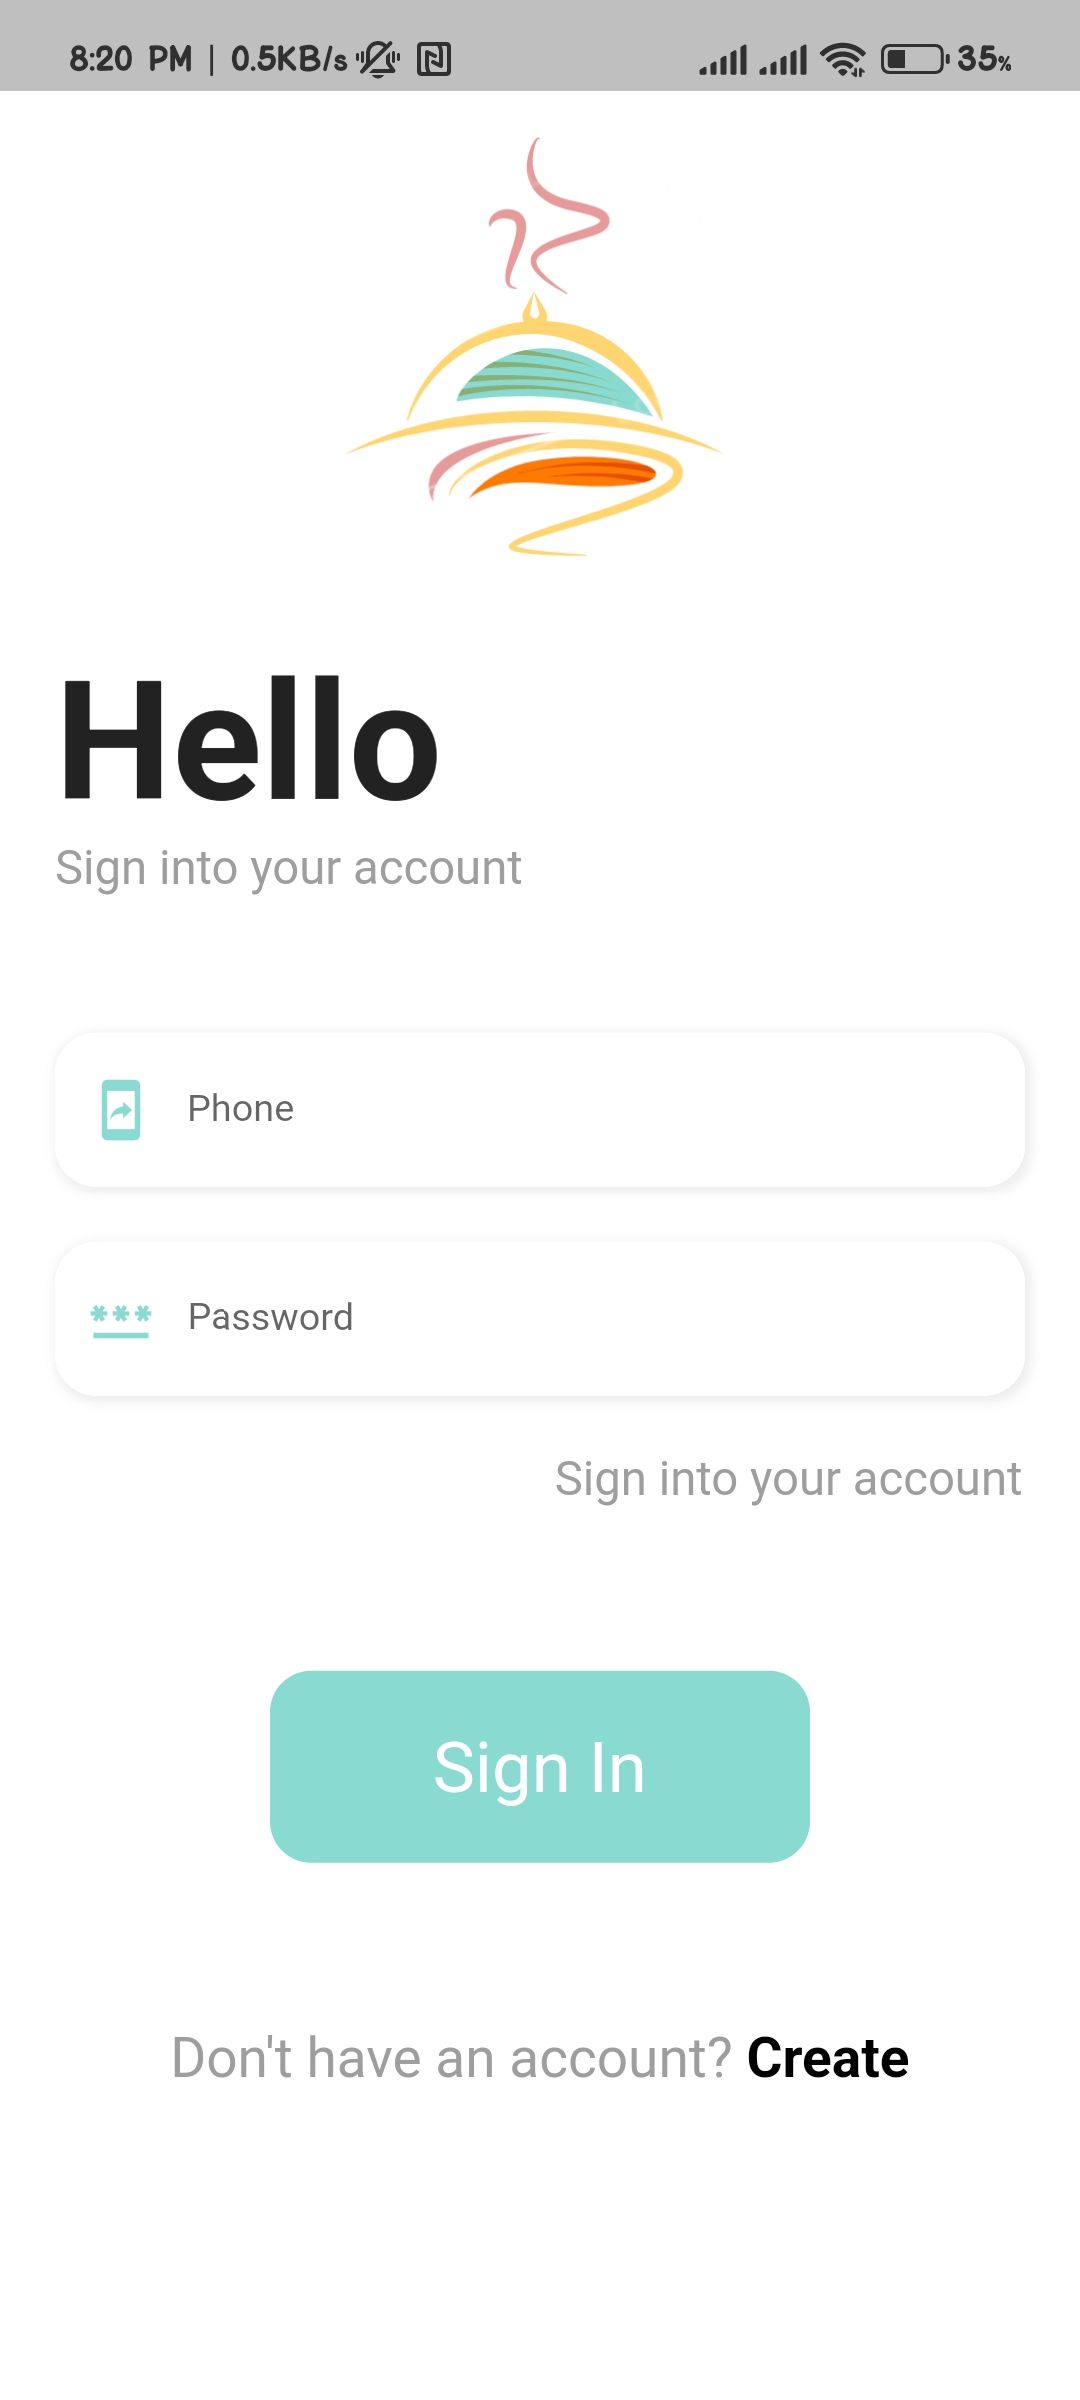 8:20 PM | 0.5KB/s 35%
Hello
Sign into your account
Phone
Password
Sign into your account
Sign In
Don't have an account? Create